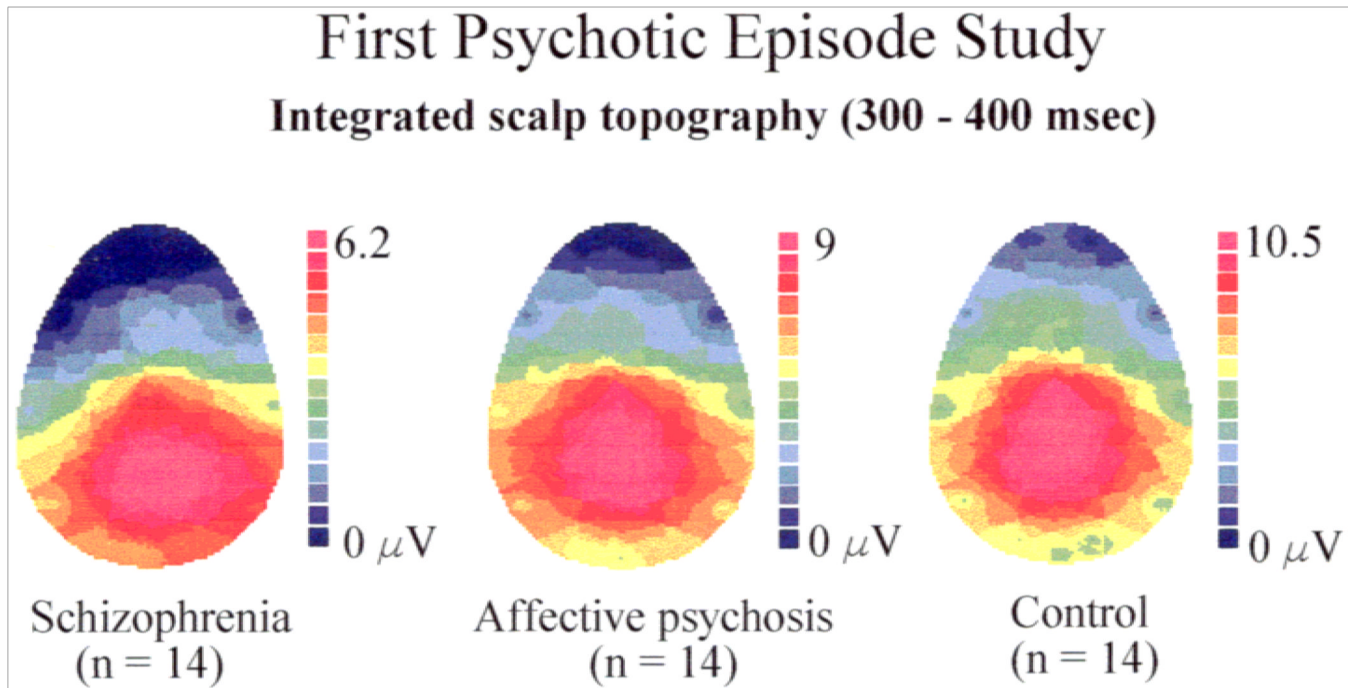 First Psychotic Episode Study
Integrated scalp topography (300 - 400 msec)
6.2
0 μV
9
0 μV
10.5
0 μV
Schizophrenia
(n = 14)
Affective psychosis
(n = 14)
Control
(n = 14)